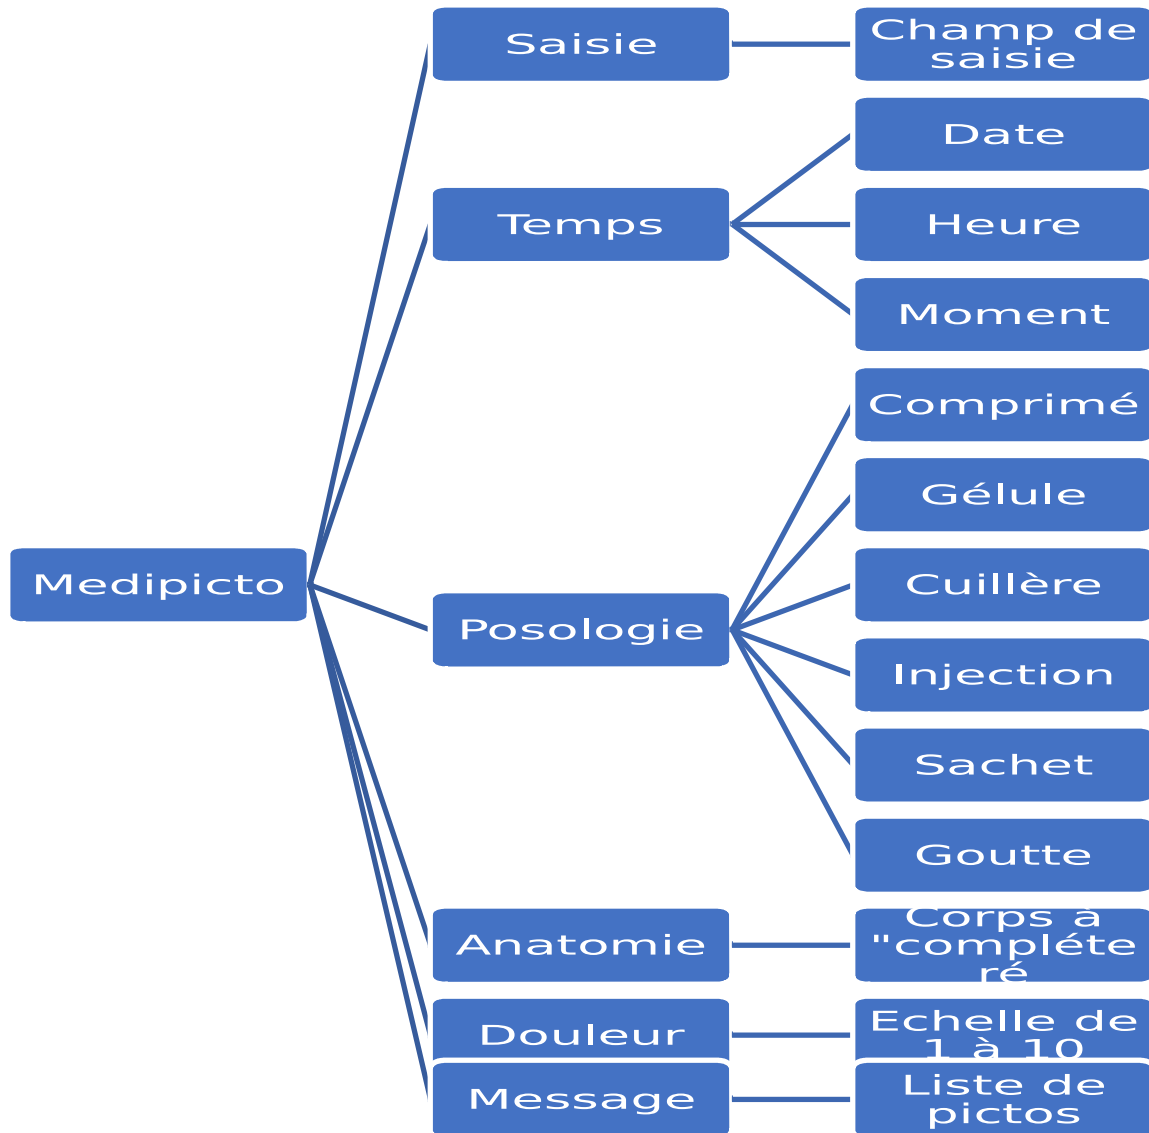 Saisie
Champ de
saisie
Temps
Date
Heure
Moment
Medipicto
Posologie
Comprimé
Gélule
Cuillère
Injection
Sachet
Goutte
Anatomie
Corps à
"compléte
ré
Douleur
Echelle de
1 à 10
Message
Liste de
pictos